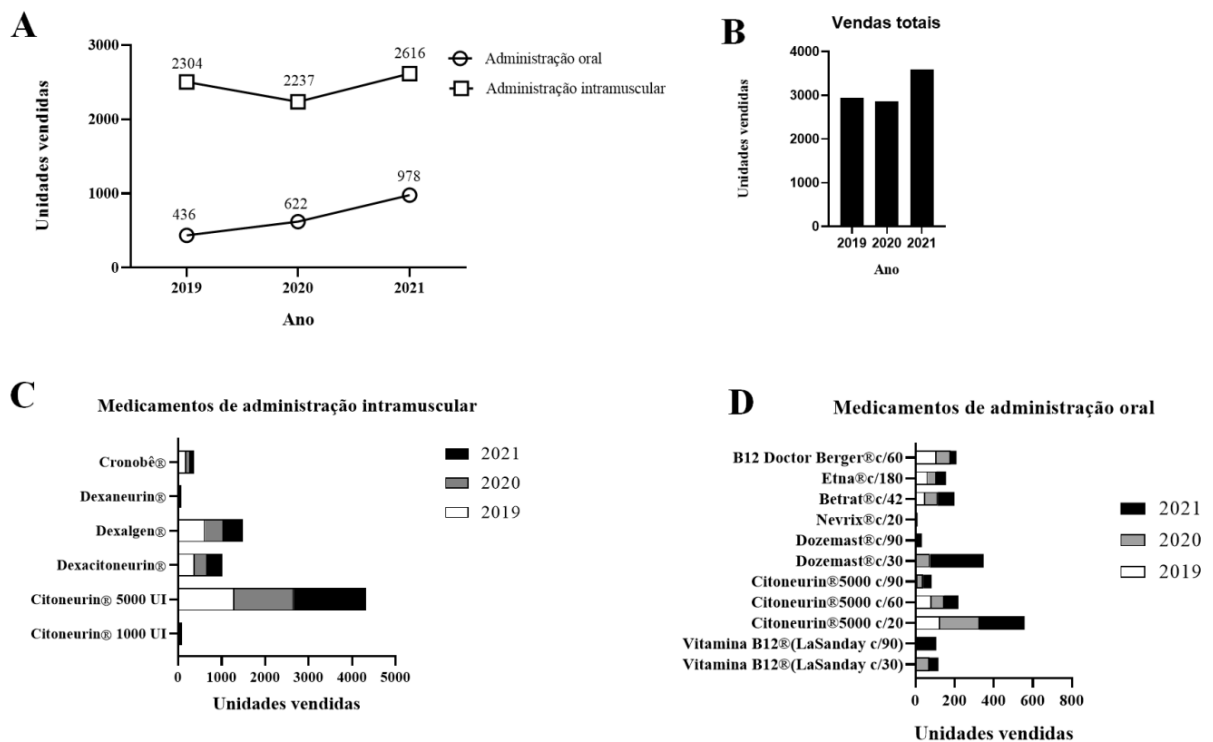 A
Unidades vendidas
3000
2000
1000
0
2304
2237
2616
436
622
978
2019
2020
2021
Ano
Administração oral
Administração intramuscular
B
Vendas totais
Unidades vendidas
4000
3000
2000
1000
0
2019
2020
2021
Ano
C
Medicamentos de administração intramuscular
Cronobê®
Dexaneurin®
Dexalgen®
Dexacitoneurin®
Citoneurin® 5000 UI
Citoneurin® 1000 UI
0
1000
2000
3000
4000
5000
Unidades vendidas
2021
2020
2019
D
Medicamentos de administração oral
B12 Doctor Berger®c/60
Etna®c/180
Betrat®c/42
Nevrix®c/20
Dozemast®c/90
Dozemast®c/30
Citoneurin®5000 c/90
Citoneurin®5000 c/60
Citoneurin®5000 c/20
Vitamina B12®(LaSanday c/90)
Vitamina B12®(LaSanday c/30)
0
200
400
600
800
Unidades vendidas
2021
2020
2019